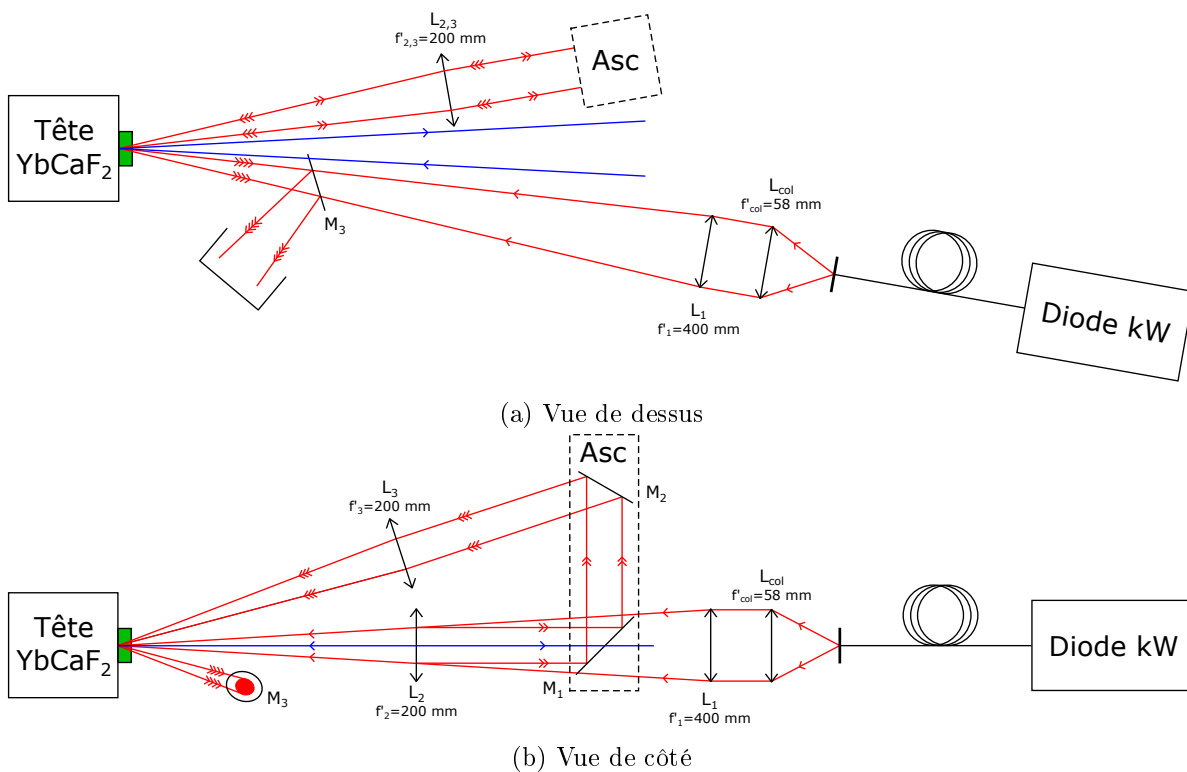 L2,3
f'2,3=200 mm
Asc
Tête
YbCaF2
M3
Lcol
f'col=58 mm
L1
f'1=400 mm
Diode kW
(a) Vue de dessus
Asc
M2
L3
f'3=200 mm
Lcol
f'col=58 mm
Tête
YbCaF2
Diode kW
M3
L2
f'2=200 mm
M1
L1
f'1=400 mm
(b) Vue de côté